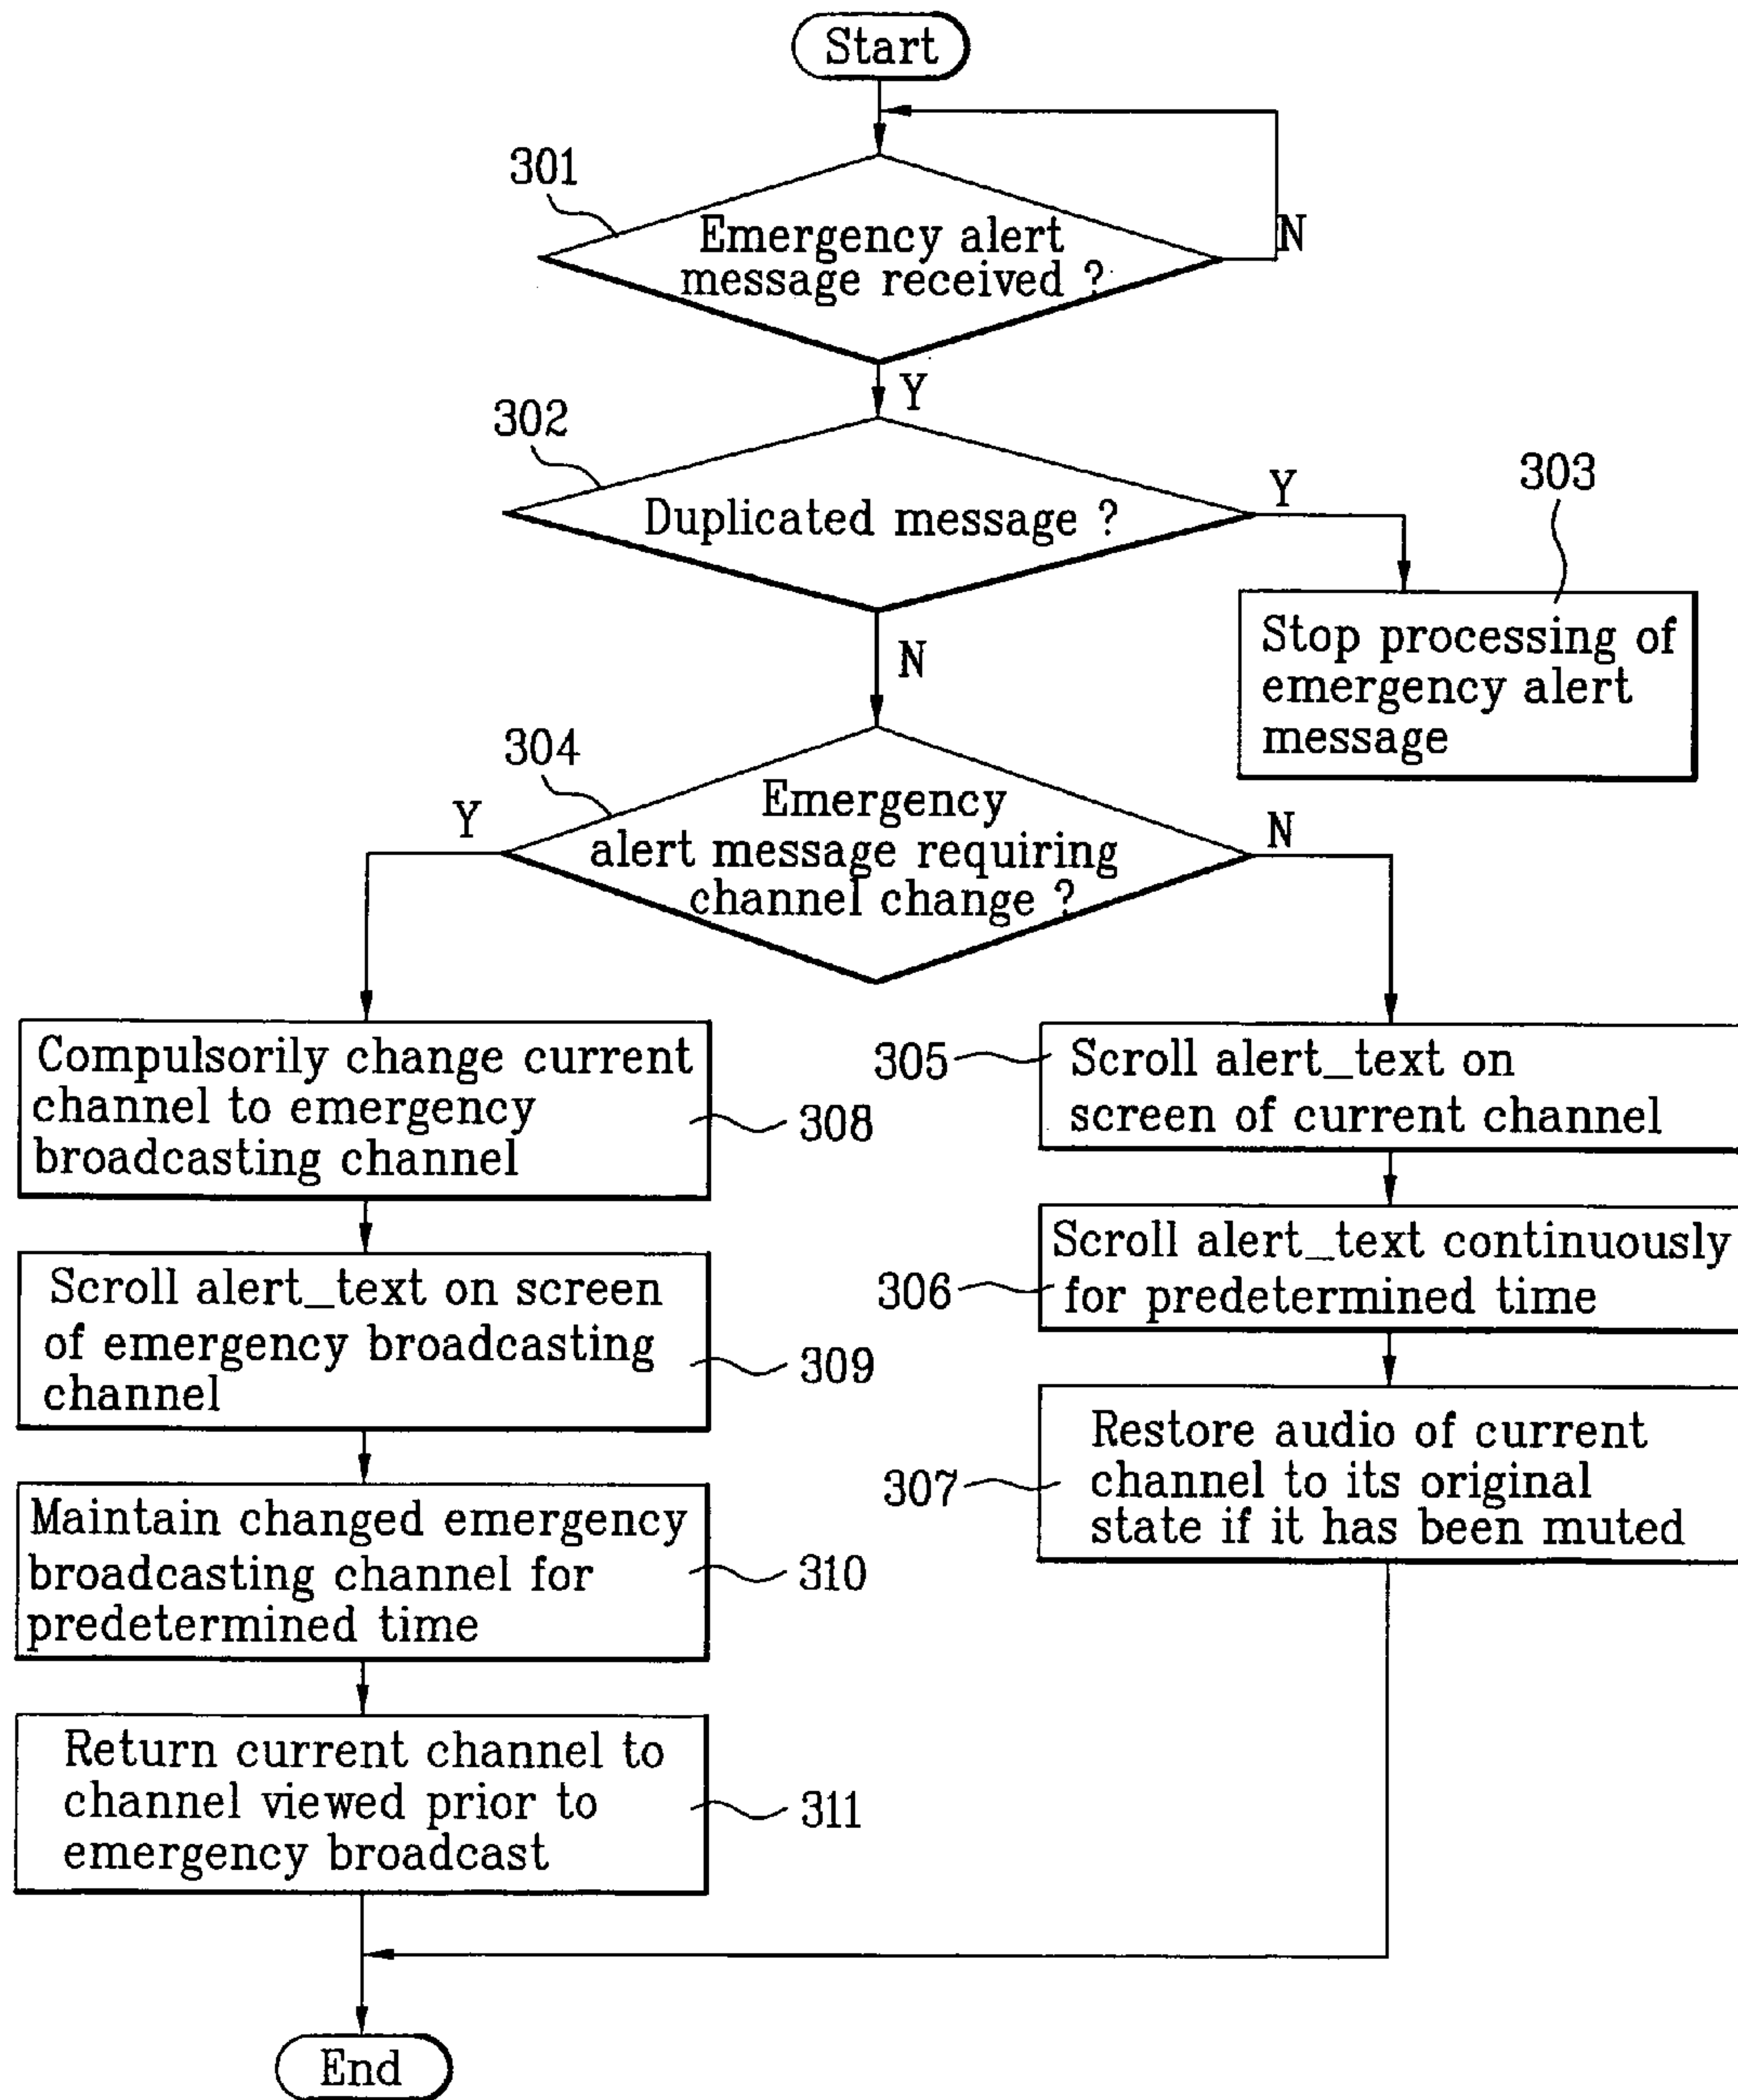 Start
301
Emergency alert
message received ?
N
Y
302
Duplicated message ?
Y
303
Stop processing of
emergency alert
message
N
304
Emergency
alert message requiring
channel change ?
Y
N
Compulsorily change current
channel to emergency
broadcasting channel
308
305
Scroll alert_text on
screen of current channel
Scroll alert_text on screen
of emergency broadcasting
channel
309
306
Scroll alert_text continuously
for predetermined time
Maintain changed emergency
broadcasting channel for
predetermined time
310
307
Restore audio of current
channel to its original
state if it has been muted
Return current channel to
channel viewed prior to
emergency broadcast
311
End